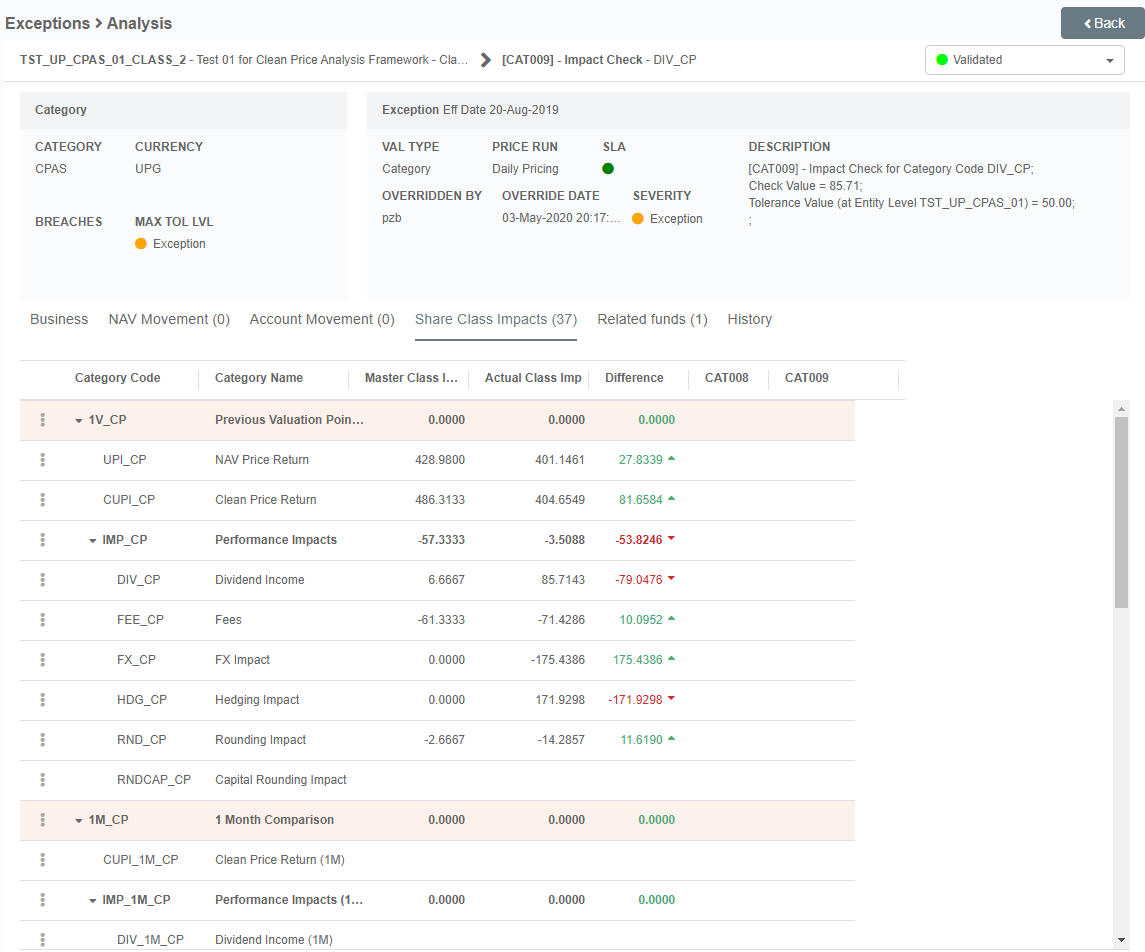 Exceptions > Analysis
Back
TST_UP_CPAS_01_CLASS_2 - Test 01 for Clean Price Analysis Framework - Cla... > [CAT009] - Impact Check - DIV_CP
Validated
Category
CATEGORY CURRENCY
CPAS UPG
BREACHES MAX TOL LVL
Exception
Exception Eff Date 20-Aug-2019
VAL TYPE PRICE RUN SLA
Category Daily Pricing
OVERRIDDEN BY OVERRIDE DATE SEVERITY
pzb 03-May-2020 20:17:... Exception
DESCRIPTION
[CAT009] - Impact Check for Category Code DIV_CP;
Check Value = 85.71;
Tolerance Value (at Entity Level TST_UP_CPAS_01) = 50.00;
;
Business NAV Movement (0) Account Movement (0) Share Class Impacts (37) Related funds (1) History
Category Code Category Name Master Class I... Actual Class Imp Difference CAT008 CAT009
1V_CP Previous Valuation Poin... 0.0000 0.0000 0.0000
UPI_CP NAV Price Return 428.9800 401.1461 27.8339
CUPI_CP Clean Price Return 486.3133 404.6549 81.6584
IMP_CP Performance Impacts -57.3333 -3.5088 -53.8246
DIV_CP Dividend Income 6.6667 85.7143 -79.0476
FEE_CP Fees -61.3333 -71.4286 10.0952
FX_CP FX Impact 0.0000 -175.4386 175.4386
HDG_CP Hedging Impact 0.0000 171.9298 -171.9298
RND_CP Rounding Impact -2.6667 -14.2857 11.6190
RNDCAP_CP Capital Rounding Impact
1M_CP 1 Month Comparison 0.0000 0.0000 0.0000
CUPI_1M_CP Clean Price Return (1M)
IMP_1M_CP Performance Impacts (1... 0.0000 0.0000 0.0000
DIV_1M_CP Dividend Income (1M)